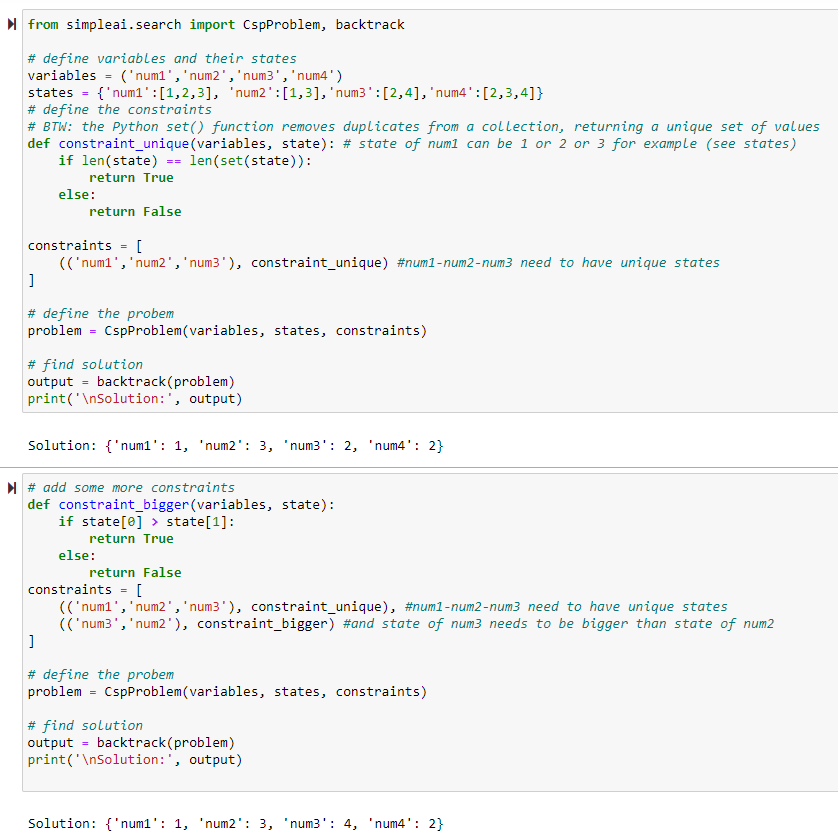 from simpleai.search import CspProblem, backtrack
# define variables and their states
variables = ('num1','num2','num3','num4')
states = {'num1':[1,2,3], 'num2':[1,3],'num3':[2,4],'num4':[2,3,4]}
# define the constraints
# BTW: the Python set() function removes duplicates from a collection, returning a unique set of values
def constraint_unique(variables, state): # state of num1 can be 1 or 2 or 3 for example (see states)
    if len(state) == len(set(state)):
        return True
    else:
        return False
constraints = [
    (('num1','num2','num3'), constraint_unique) #num1-num2-num3 need to have unique states
]
# define the probem
problem = CspProblem(variables, states, constraints)
# find solution
output = backtrack(problem)
print('\nSolution:', output)
Solution: {'num1': 1, 'num2': 3, 'num3': 2, 'num4': 2}
# add some more constraints
def constraint_bigger(variables, state):
    if state[0] > state[1]:
        return True
    else:
        return False
constraints = [
    (('num1','num2','num3'), constraint_unique), #num1-num2-num3 need to have unique states
    (('num3','num2'), constraint_bigger) #and state of num3 needs to be bigger than state of num2
]
# define the probem
problem = CspProblem(variables, states, constraints)
# find solution
output = backtrack(problem)
print('\nSolution:', output)
Solution: {'num1': 1, 'num2': 3, 'num3': 4, 'num4': 2}